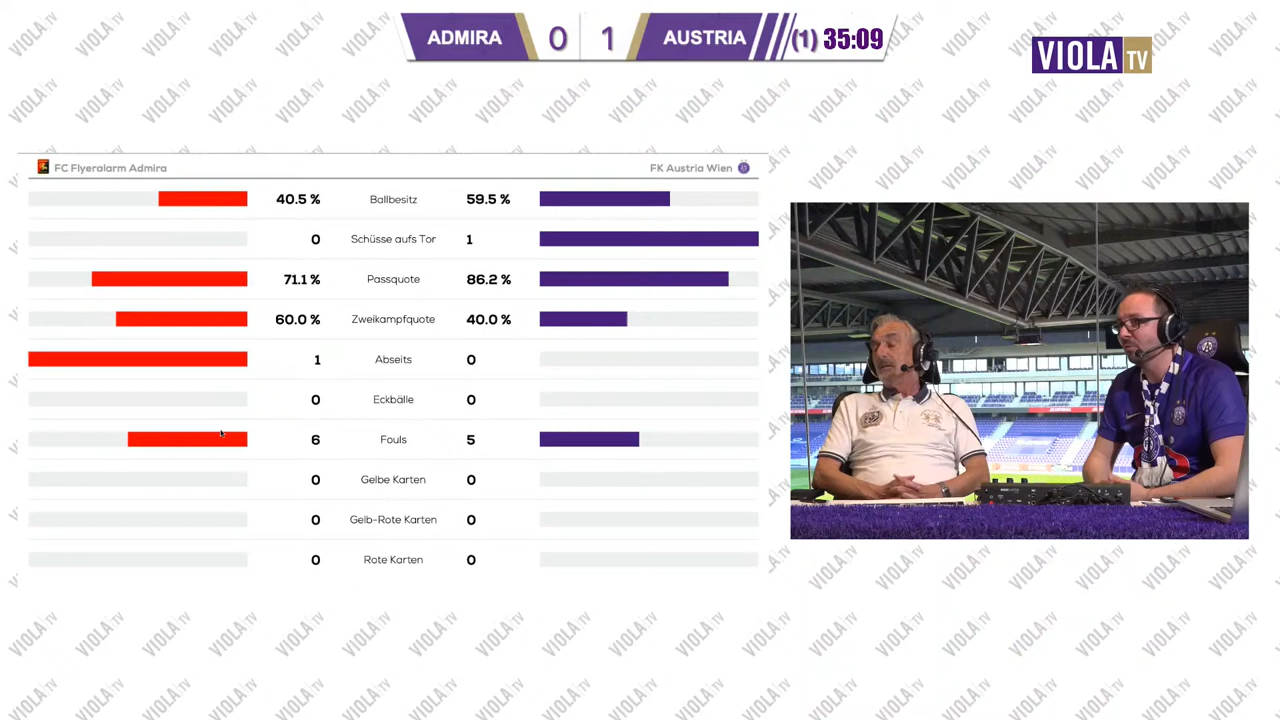 ADMIRA 0 1 AUSTRIA (1) 35:09
VIOLA TV
FC Flyeralarm Admira FK Austria Wien
40.5 % Ballbesitz 59.5 %
0 Schüsse aufs Tor 1
71.1 % Passquote 86.2 %
60.0 % Zweikampfquote 40.0 %
1 Abseits 0
0 Eckbälle 0
6 Fouls 5
0 Gelbe Karten 0
0 Gelb-Rote Karten 0
0 Rote Karten 0